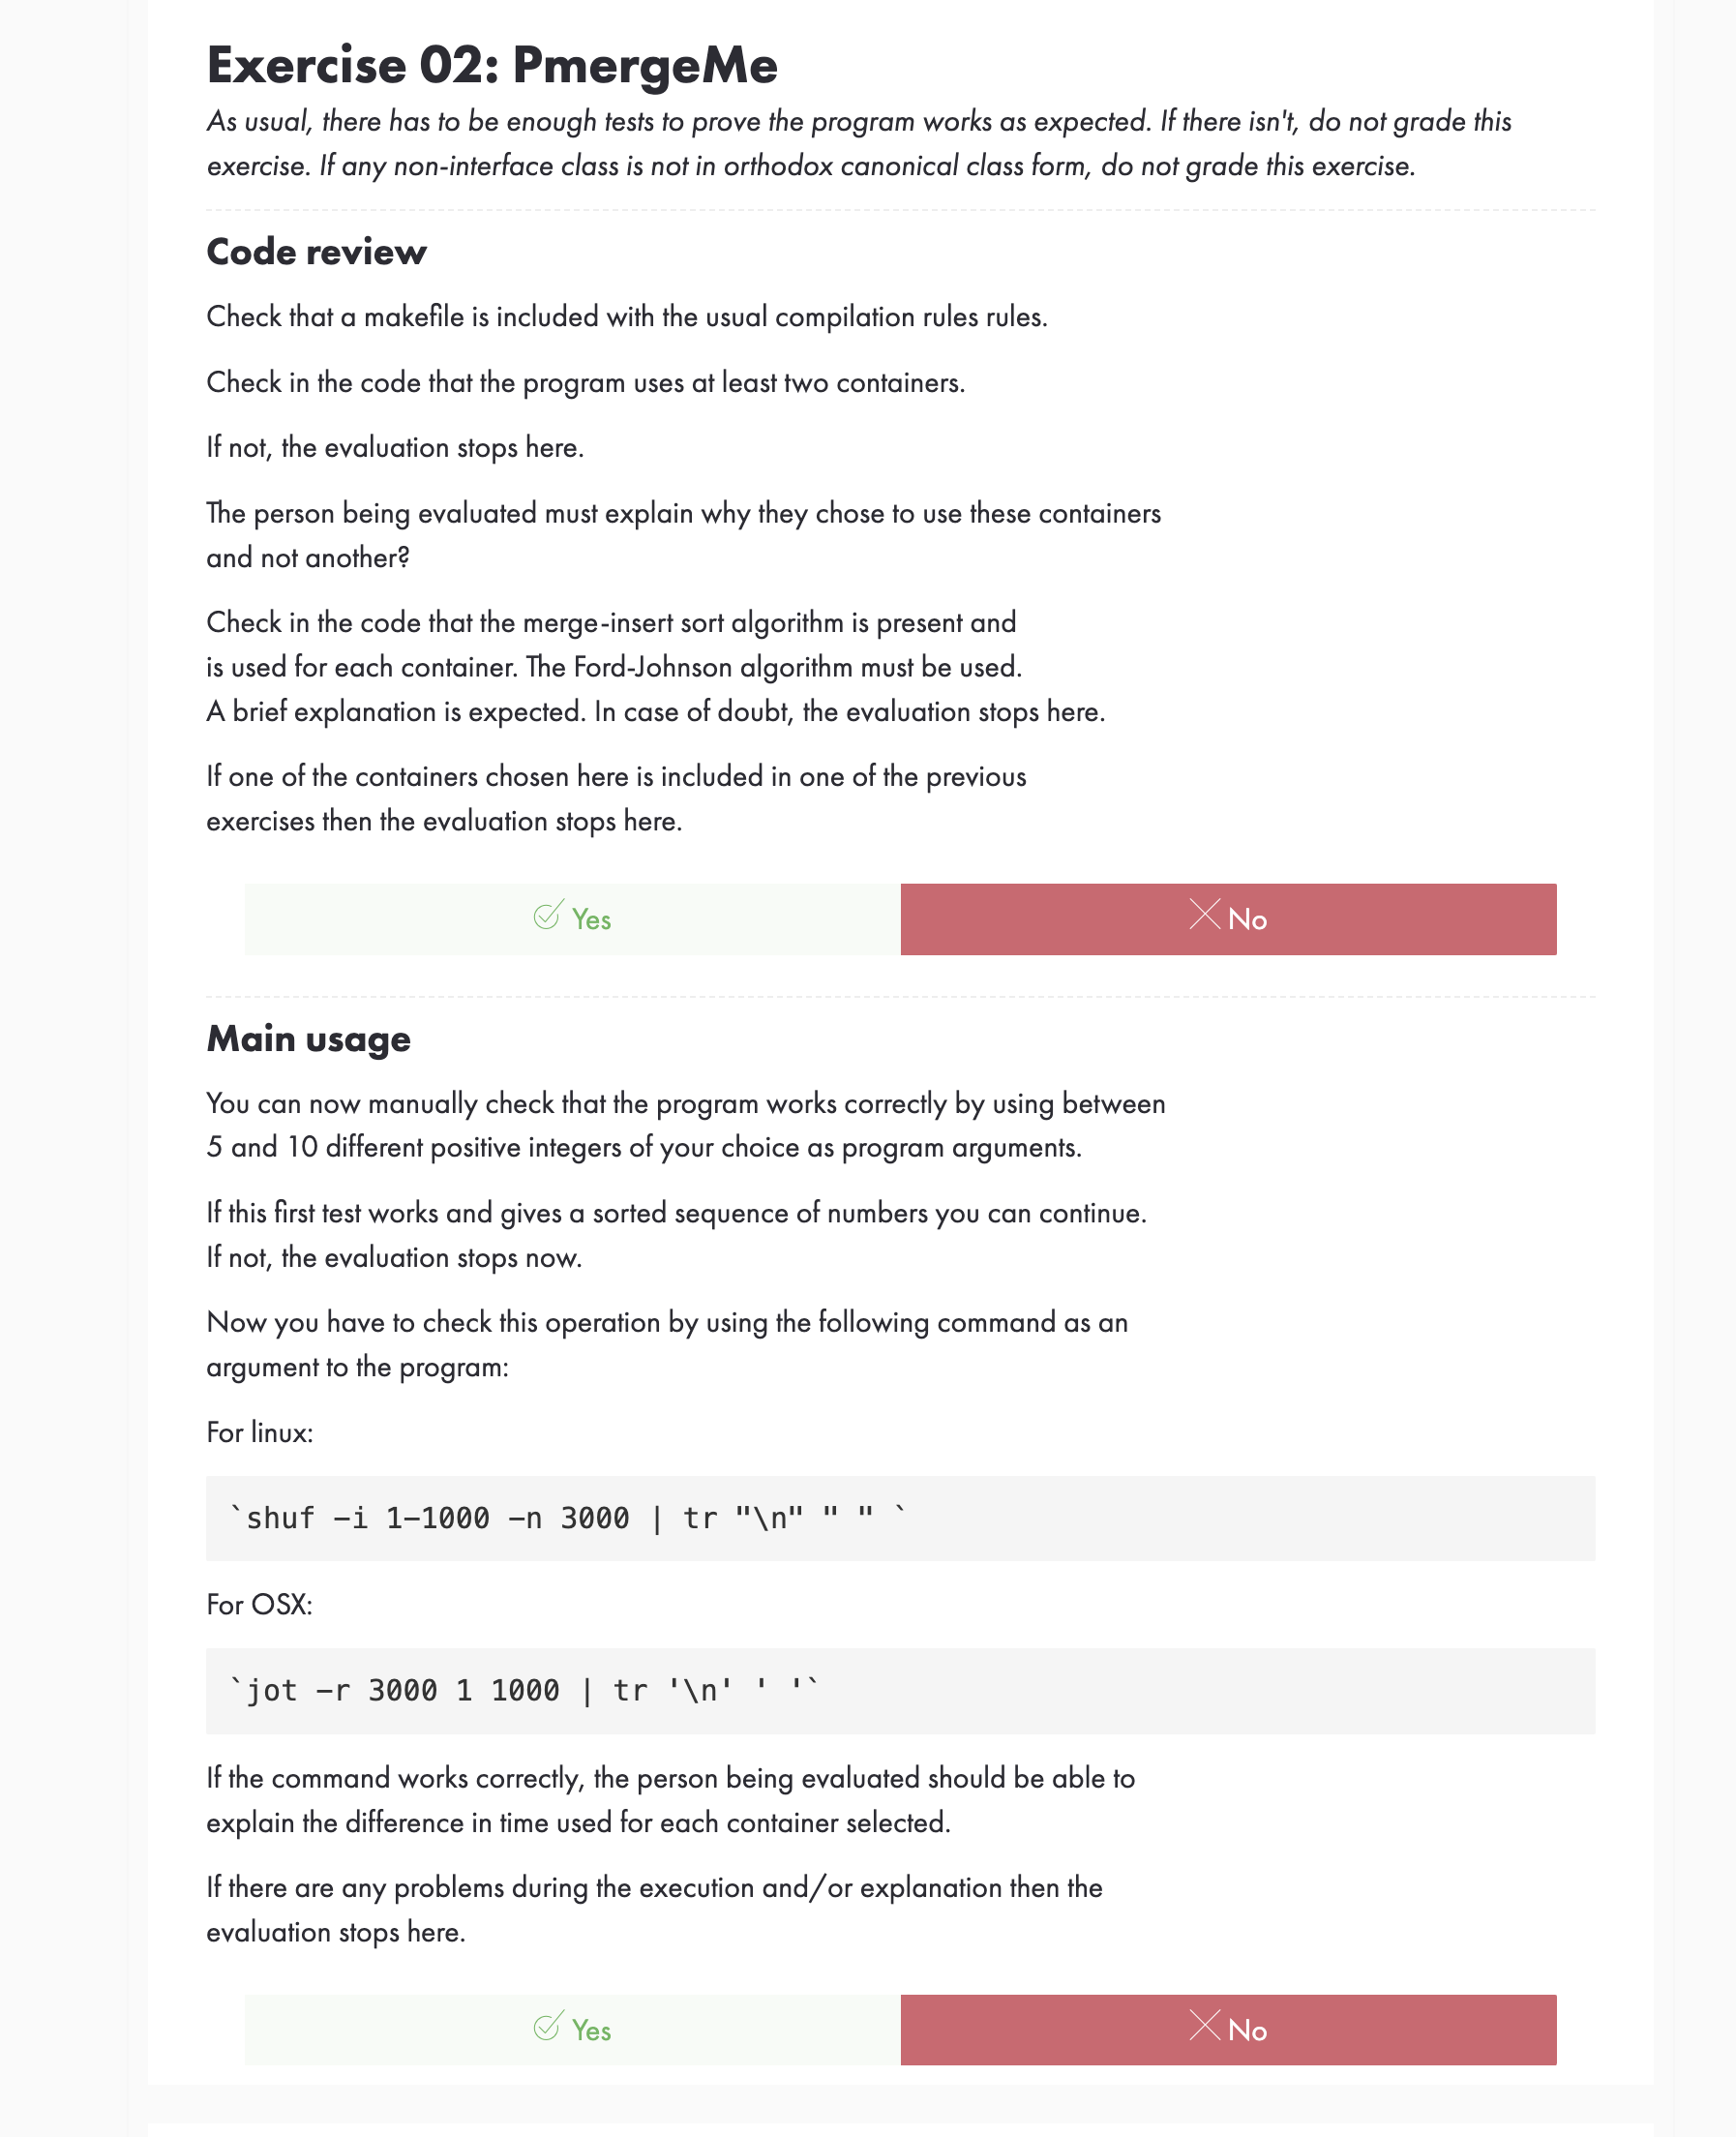 Exercise 02: PmergeMe
As usual, there has to be enough tests to prove the program works as expected. If there isn't, do not grade this
exercise. If any non-interface class is not in orthodox canonical class form, do not grade this exercise.
Code review
Check that a makefile is included with the usual compilation rules rules.
Check in the code that the program uses at least two containers.
If not, the evaluation stops here.
The person being evaluated must explain why they chose to use these containers
and not another?
Check in the code that the merge-insert sort algorithm is present and
is used for each container. The Ford-Johnson algorithm must be used.
A brief explanation is expected. In case of doubt, the evaluation stops here.
If one of the containers chosen here is included in one of the previous
exercises then the evaluation stops here.
Yes
No
Main usage
You can now manually check that the program works correctly by using between
5 and 10 different positive integers of your choice as program arguments.
If this first test works and gives a sorted sequence of numbers you can continue.
If not, the evaluation stops now.
Now you have to check this operation by using the following command as an
argument to the program:
For linux:
`shuf -i 1-1000 -n 3000 | tr "\n" " " `
For OSX:
`jot -r 3000 1 1000 | tr '\n' ' '`
If the command works correctly, the person being evaluated should be able to
explain the difference in time used for each container selected.
If there are any problems during the execution and/or explanation then the
evaluation stops here.
Yes
No